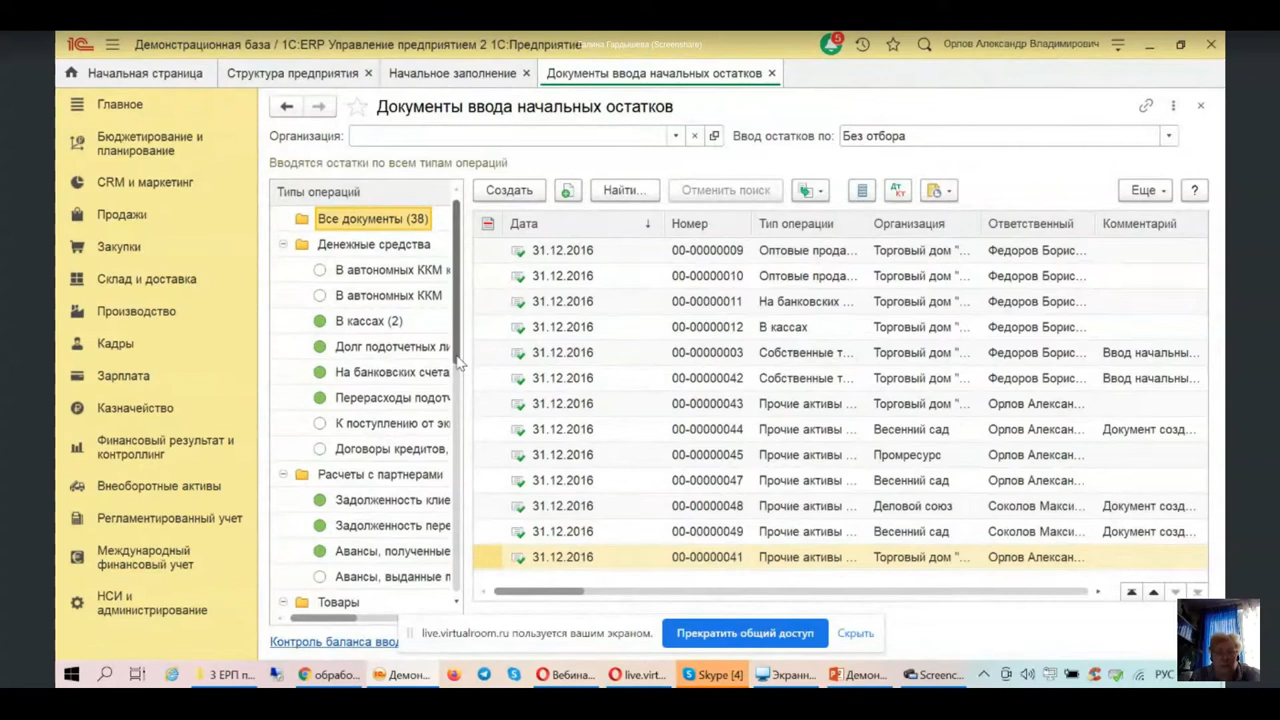 1С Демонстрационная база / 1С:ERP Управление предприятием 2 1С:Предприятие
Галина Гардышева (Screenshare)
5
Орлов Александр Владимирович
Начальная страница
Структура предприятия ×
Начальное заполнение ×
Документы ввода начальных остатков ×
Главное
Бюджетирование и
планирование
CRM и маркетинг
Продажи
Закупки
Склад и доставка
Производство
Кадры
Зарплата
Казначейство
Финансовый результат и
контроллинг
Внеоборотные активы
Регламентированный учет
Международный
финансовый учет
НСИ и
администрирование
Документы ввода начальных остатков
Организация:
Ввод остатков по: Без отбора
Вводятся остатки по всем типам операций
Типы операций
Все документы (38)
Денежные средства
В автономных ККМ к
В автономных ККМ
В кассах (2)
Долг подотчетных ли
На банковских счета
Перерасходы подот
К поступлению от эк
Договоры кредитов,
Расчеты с партнерами
Задолженность клие
Задолженность пере
Авансы, полученные
Авансы, выданные п
Товары
Контроль баланса ввод
Создать Найти... Отменить поиск Дт Кт Еще ?
Дата ↓ Номер Тип операции Организация Ответственный Комментарий
31.12.2016 00-00000009 Оптовые прода... Торговый дом "... Федоров Борис...
31.12.2016 00-00000010 Оптовые прода... Торговый дом "... Федоров Борис...
31.12.2016 00-00000011 На банковских ... Торговый дом "... Федоров Борис...
31.12.2016 00-00000012 В кассах Торговый дом "... Федоров Борис...
31.12.2016 00-00000003 Собственные т... Торговый дом "... Федоров Борис... Ввод начальны...
31.12.2016 00-00000042 Собственные т... Торговый дом "... Федоров Борис... Ввод начальны...
31.12.2016 00-00000043 Прочие активы ... Торговый дом "... Орлов Алексан...
31.12.2016 00-00000044 Прочие активы ... Весенний сад Орлов Алексан... Документ созд...
31.12.2016 00-00000045 Прочие активы ... Промресурс Орлов Алексан...
31.12.2016 00-00000047 Прочие активы ... Весенний сад Орлов Алексан...
31.12.2016 00-00000048 Прочие активы ... Деловой союз Соколов Макси... Документ созд...
31.12.2016 00-00000049 Прочие активы ... Весенний сад Соколов Макси... Документ созд...
31.12.2016 00-00000041 Прочие активы ... Торговый дом "... Орлов Алексан...
live.virtualroom.ru пользуется вашим экраном. Прекратить общий доступ Скрыть
3 ЕРП п...
обрабо...
Демон...
Вебина...
live.virt...
Skype [4]
Экранн...
Демон...
Screenc...
РУС